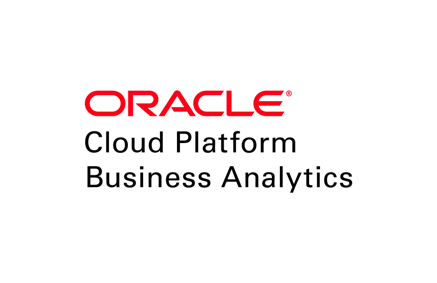 ORACLE®
Cloud Platform
Business Analytics